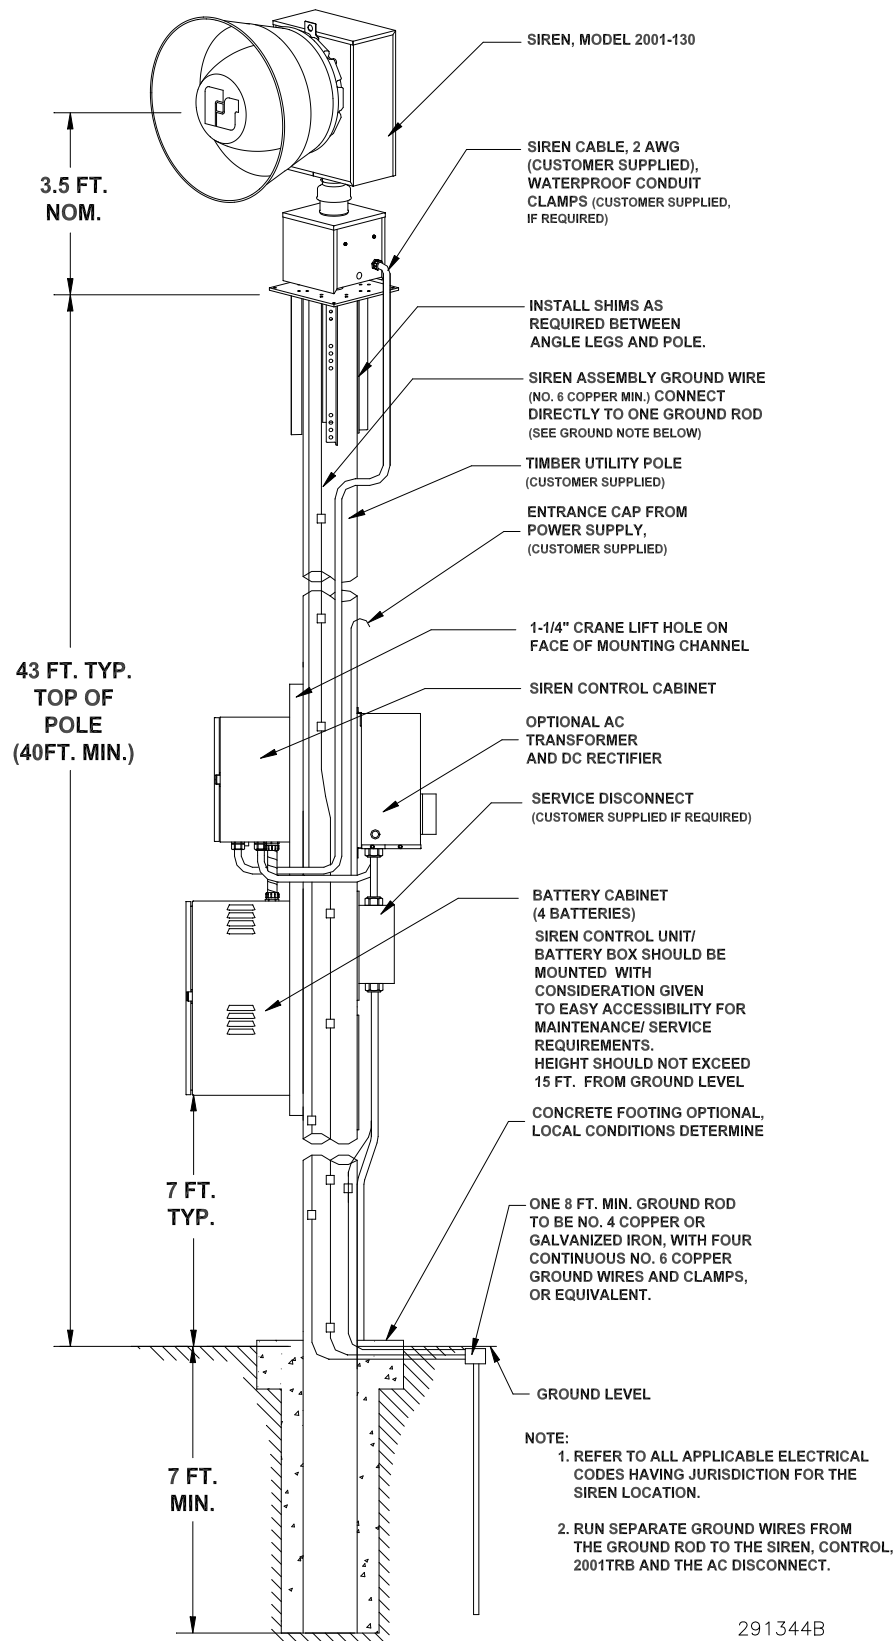 SIREN, MODEL 2001-130
SIREN CABLE, 2 AWG
(CUSTOMER SUPPLIED),
WATERPROOF CONDUIT
CLAMPS (CUSTOMER SUPPLIED,
IF REQUIRED)
3.5 FT.
NOM.
INSTALL SHIMS AS
REQUIRED BETWEEN
ANGLE LEGS AND POLE.
SIREN ASSEMBLY GROUND WIRE
(NO. 6 COPPER MIN.) CONNECT
DIRECTLY TO ONE GROUND ROD
(SEE GROUND NOTE BELOW)
TIMBER UTILITY POLE
(CUSTOMER SUPPLIED)
ENTRANCE CAP FROM
POWER SUPPLY,
(CUSTOMER SUPPLIED)
1-1/4" CRANE LIFT HOLE ON
FACE OF MOUNTING CHANNEL
43 FT. TYP.
TOP OF
POLE
(40FT. MIN.)
SIREN CONTROL CABINET
OPTIONAL AC
TRANSFORMER
AND DC RECTIFIER
SERVICE DISCONNECT
(CUSTOMER SUPPLIED IF REQUIRED)
BATTERY CABINET
(4 BATTERIES)
SIREN CONTROL UNIT/
BATTERY BOX SHOULD BE
MOUNTED WITH
CONSIDERATION GIVEN
TO EASY ACCESSIBILITY FOR
MAINTENANCE/ SERVICE
REQUIREMENTS.
HEIGHT SHOULD NOT EXCEED
15 FT. FROM GROUND LEVEL
CONCRETE FOOTING OPTIONAL,
LOCAL CONDITIONS DETERMINE
7 FT.
TYP.
ONE 8 FT. MIN. GROUND ROD
TO BE NO. 4 COPPER OR
GALVANIZED IRON, WITH FOUR
CONTINUOUS NO. 6 COPPER
GROUND WIRES AND CLAMPS,
OR EQUIVALENT.
GROUND LEVEL
7 FT.
MIN.
NOTE:
1. REFER TO ALL APPLICABLE ELECTRICAL
CODES HAVING JURISDICTION FOR THE
SIREN LOCATION.
2. RUN SEPARATE GROUND WIRES FROM
THE GROUND ROD TO THE SIREN, CONTROL,
2001TRB AND THE AC DISCONNECT.
291344B